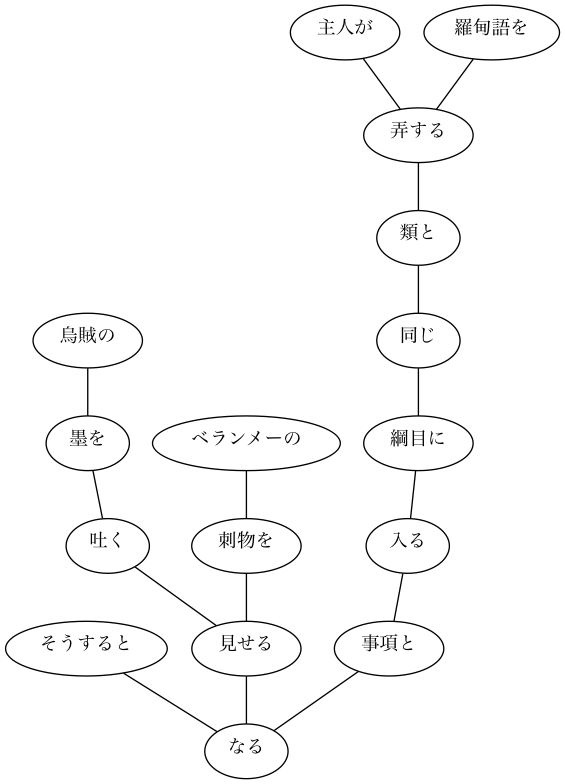 主人が 羅甸語を
弄する
類と
烏賊の 同じ
墨を ベランメーの 綱目に
吐く 刺物を 入る
そうすると 見せる 事項と
なる